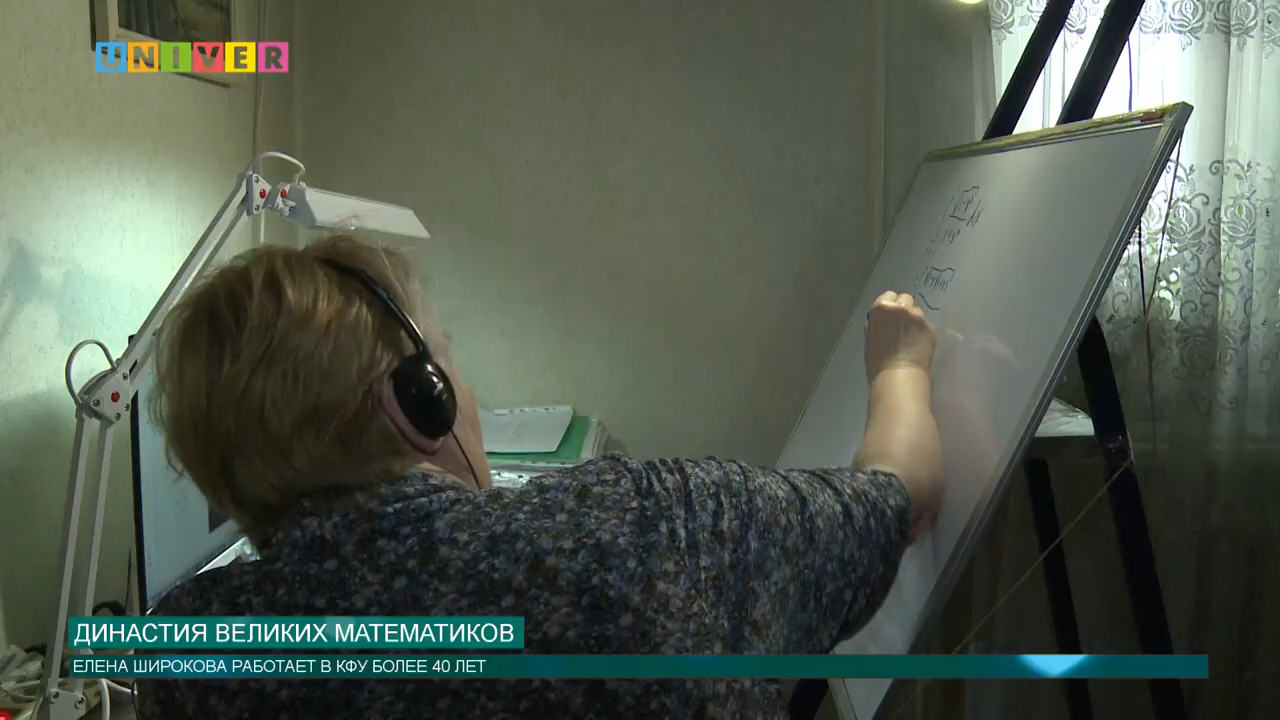 UNIVER
ДИНАСТИЯ ВЕЛИКИХ МАТЕМАТИКОВ
ЕЛЕНА ШИРОКОВА РАБОТАЕТ В КФУ БОЛЕЕ 40 ЛЕТ